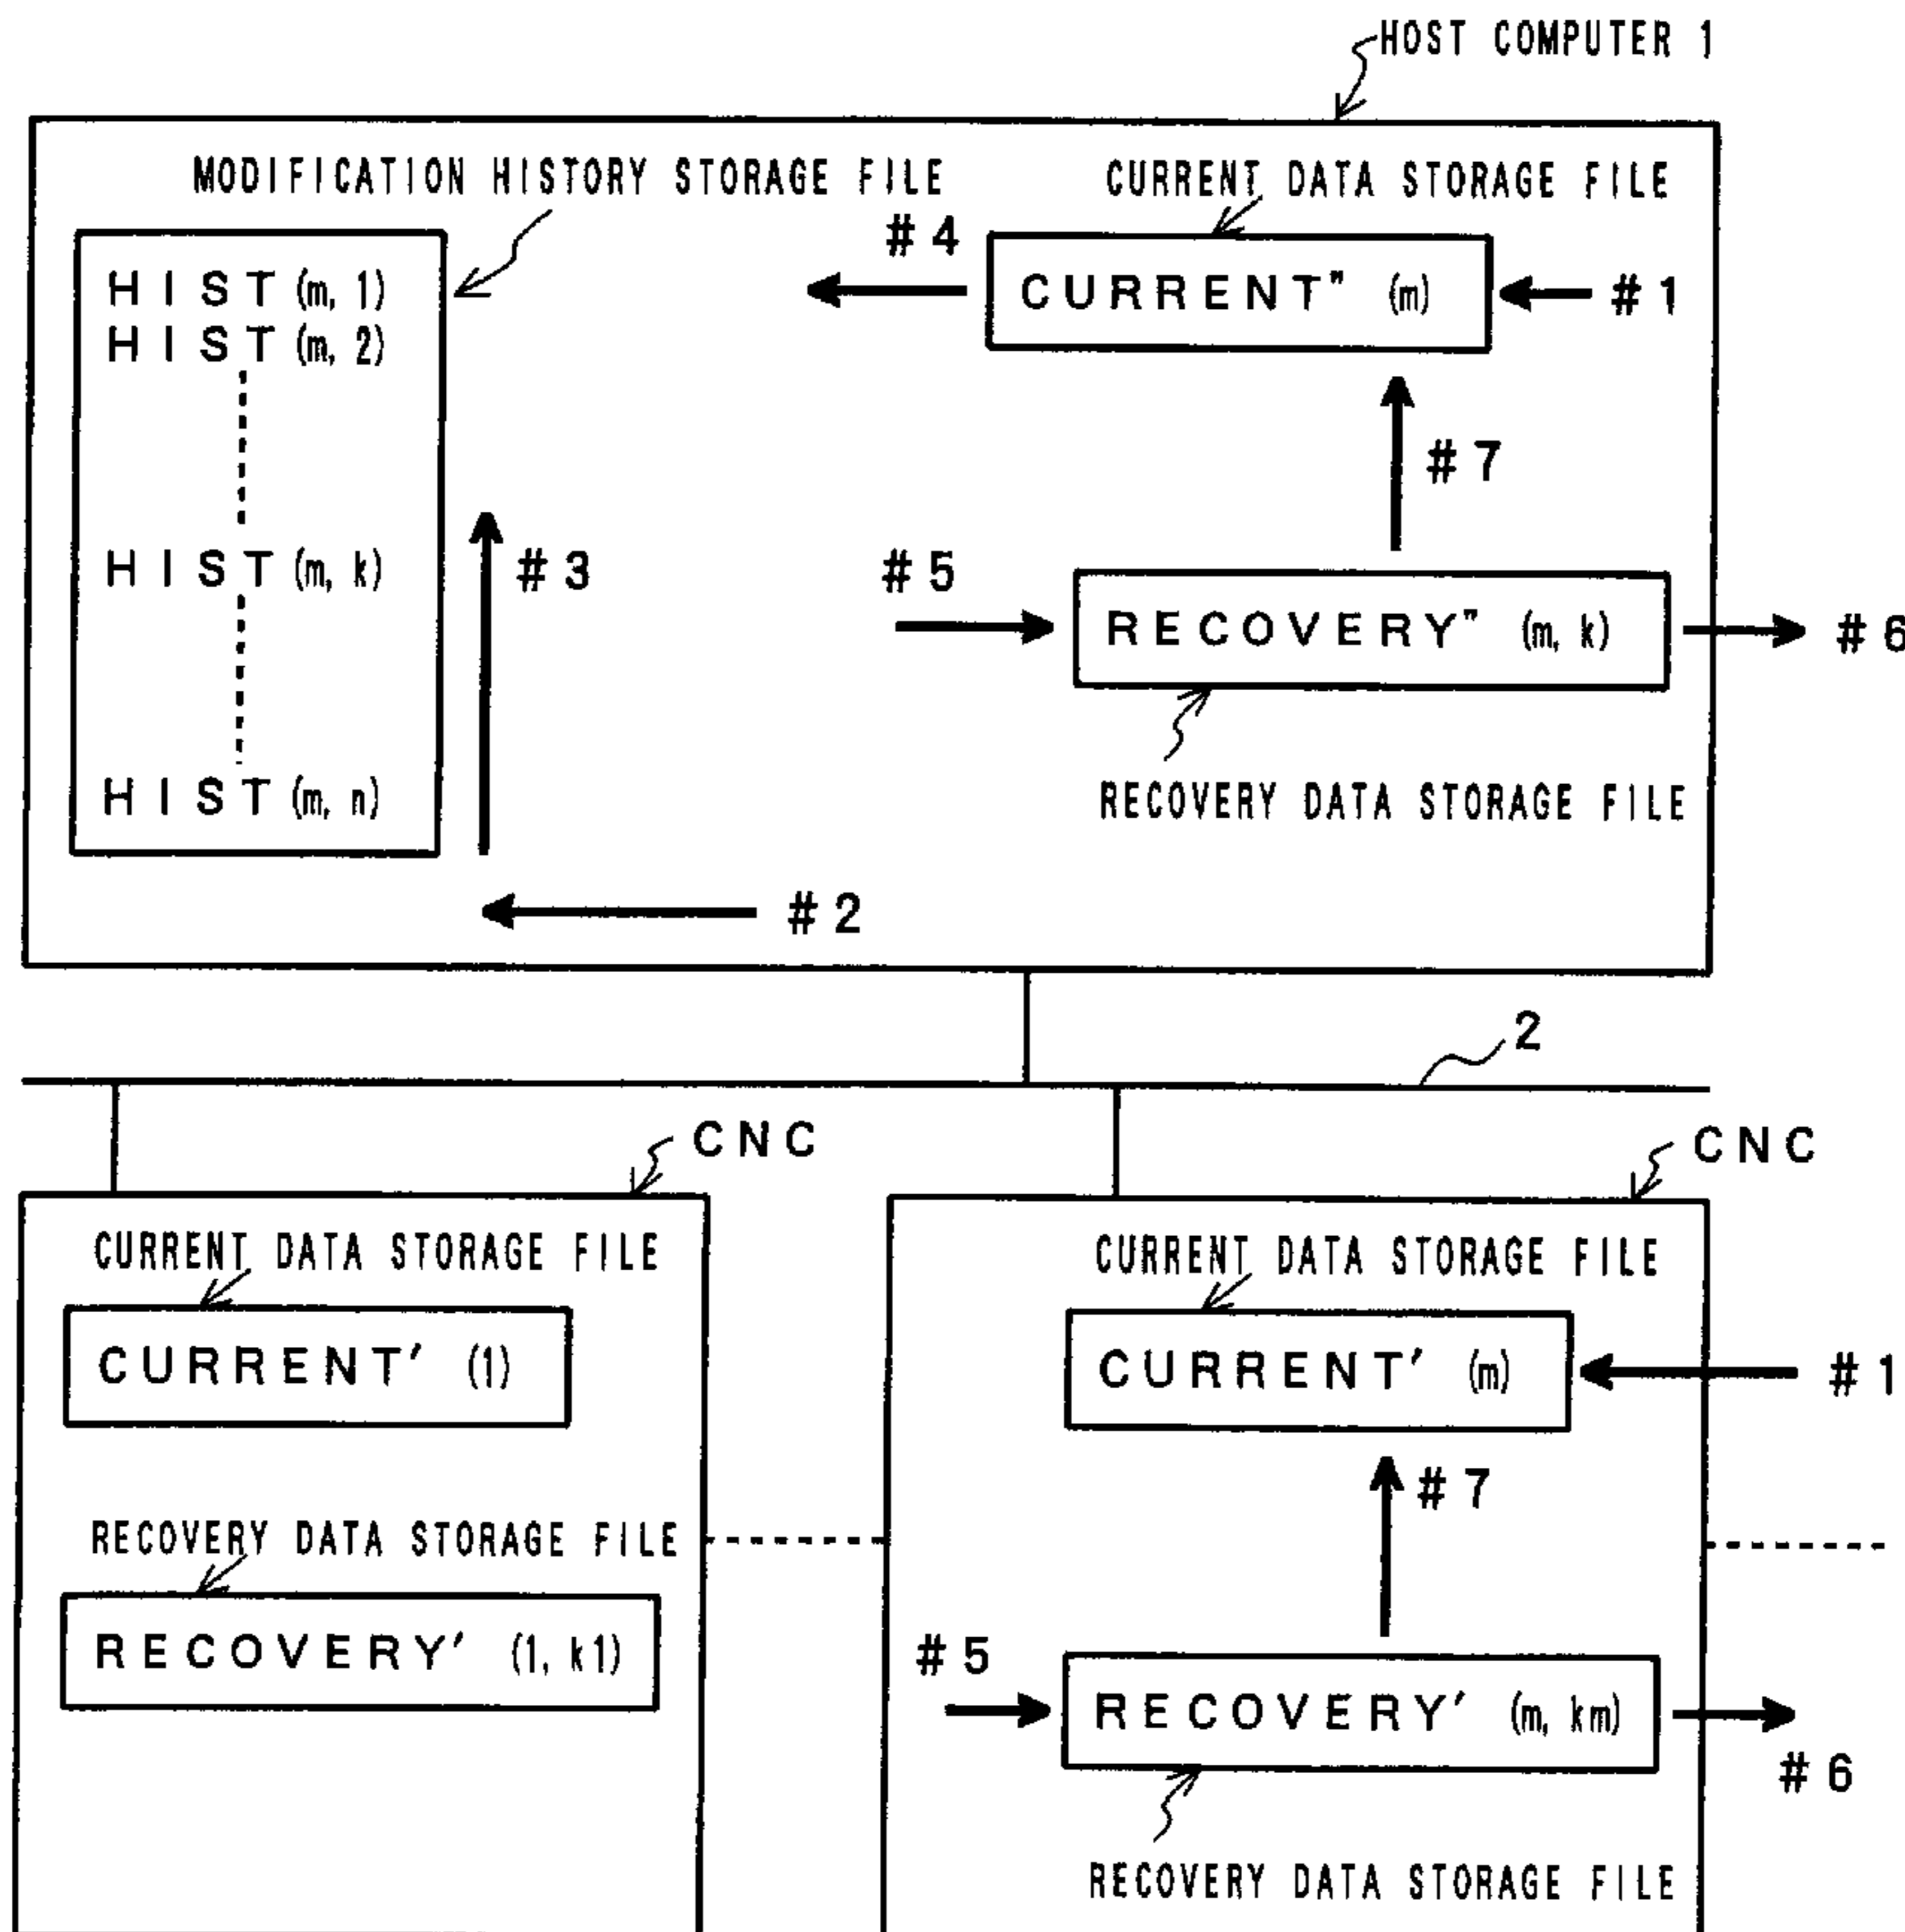 HOST COMPUTER 1
MODIFICATION HISTORY STORAGE FILE
CURRENT DATA STORAGE FILE
HIST (m, 1)
HIST (m, 2)
HIST (m, k)
HIST (m, n)
#4
CURRENT" (m)
#1
#7
#3
#5
RECOVERY" (m, k)
#6
RECOVERY DATA STORAGE FILE
#2
2
CNC
CURRENT DATA STORAGE FILE
CURRENT' (1)
RECOVERY DATA STORAGE FILE
RECOVERY' (1, k1)
CNC
CURRENT DATA STORAGE FILE
CURRENT' (m)
#1
#7
#5
RECOVERY' (m, km)
#6
RECOVERY DATA STORAGE FILE